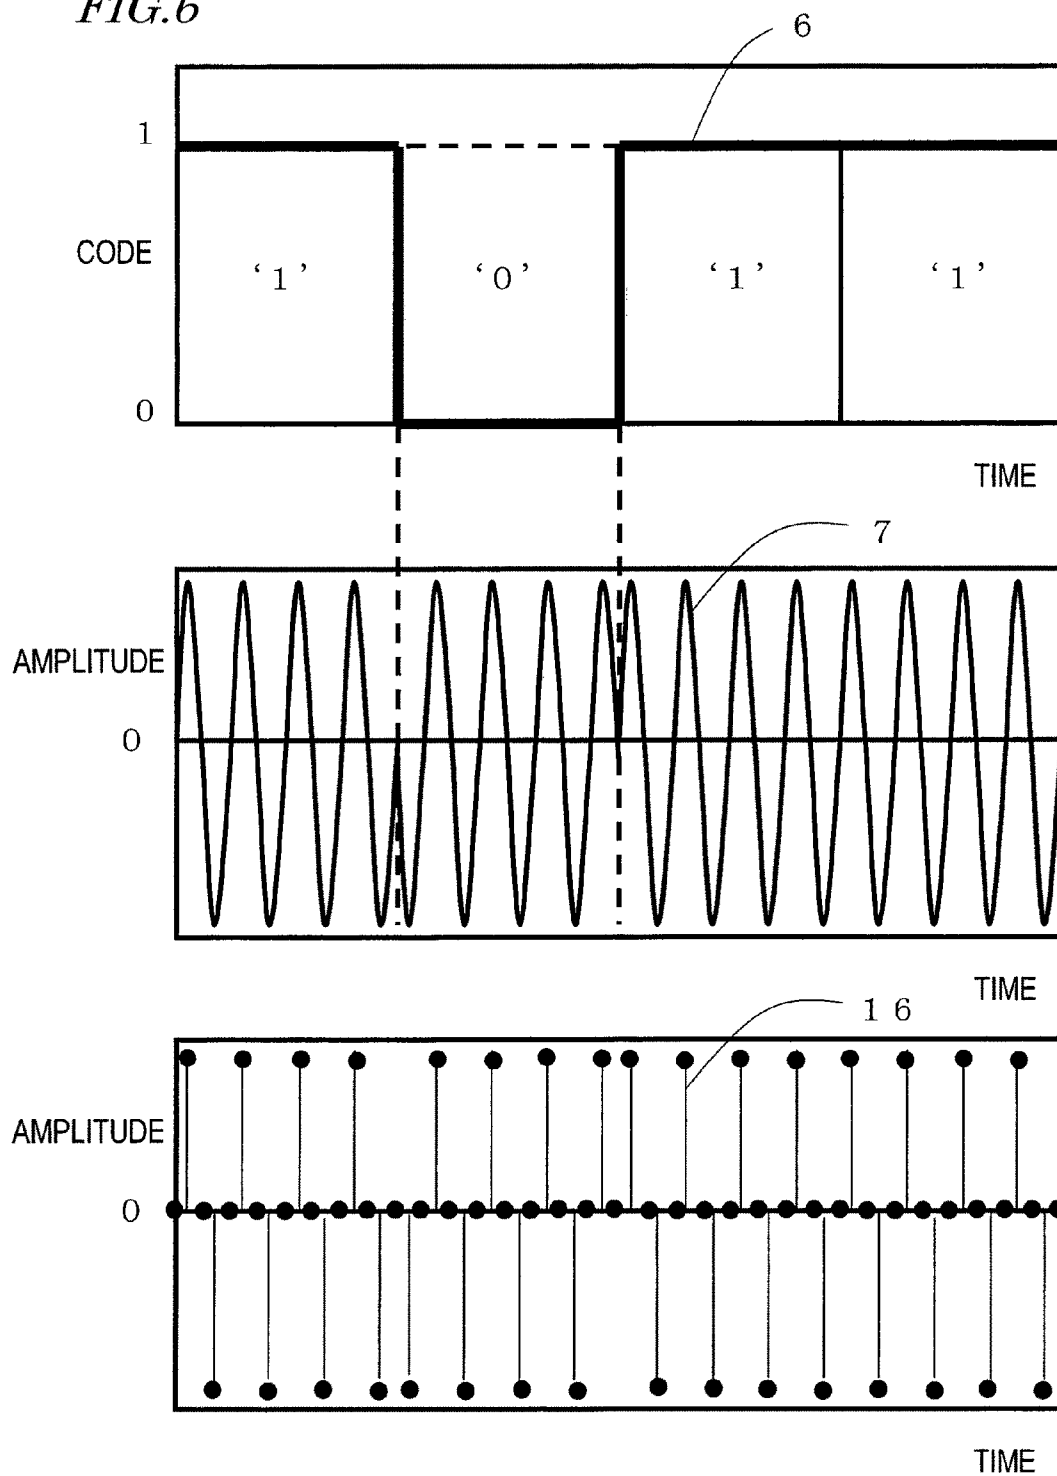 FIG.6
6
1
CODE
‘1’ ‘0’ ‘1’ ‘1’
0
TIME
7
AMPLITUDE
0
TIME
16
AMPLITUDE
0
TIME